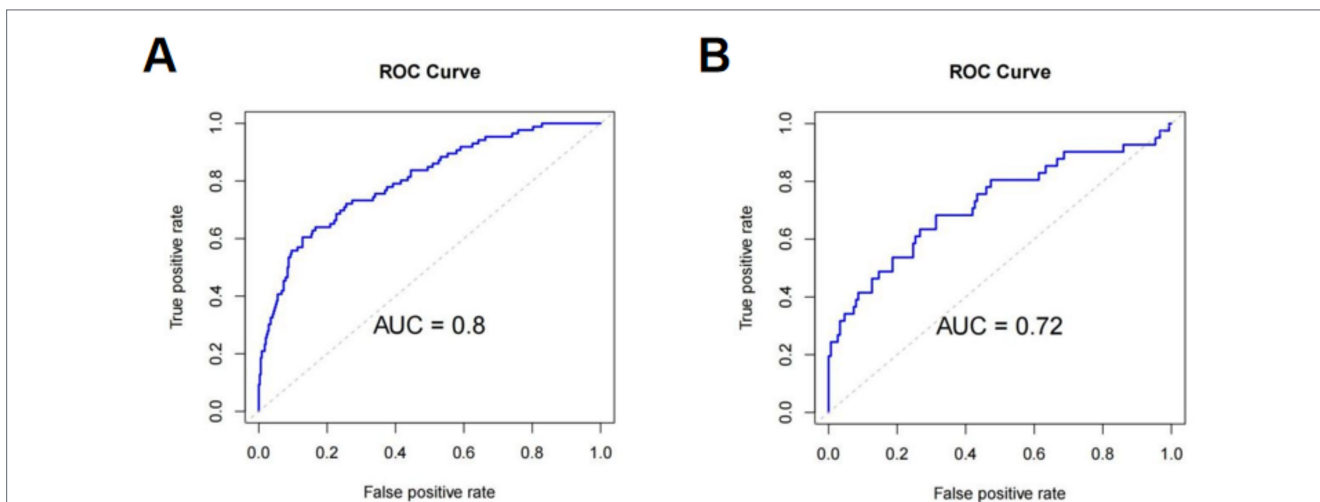 A
ROC Curve
True positive rate
1.0
0.8
0.6
0.4
0.2
0.0
AUC = 0.8
0.0 0.2 0.4 0.6 0.8 1.0
False positive rate
B
ROC Curve
True positive rate
1.0
0.8
0.6
0.4
0.2
0.0
AUC = 0.72
0.0 0.2 0.4 0.6 0.8 1.0
False positive rate